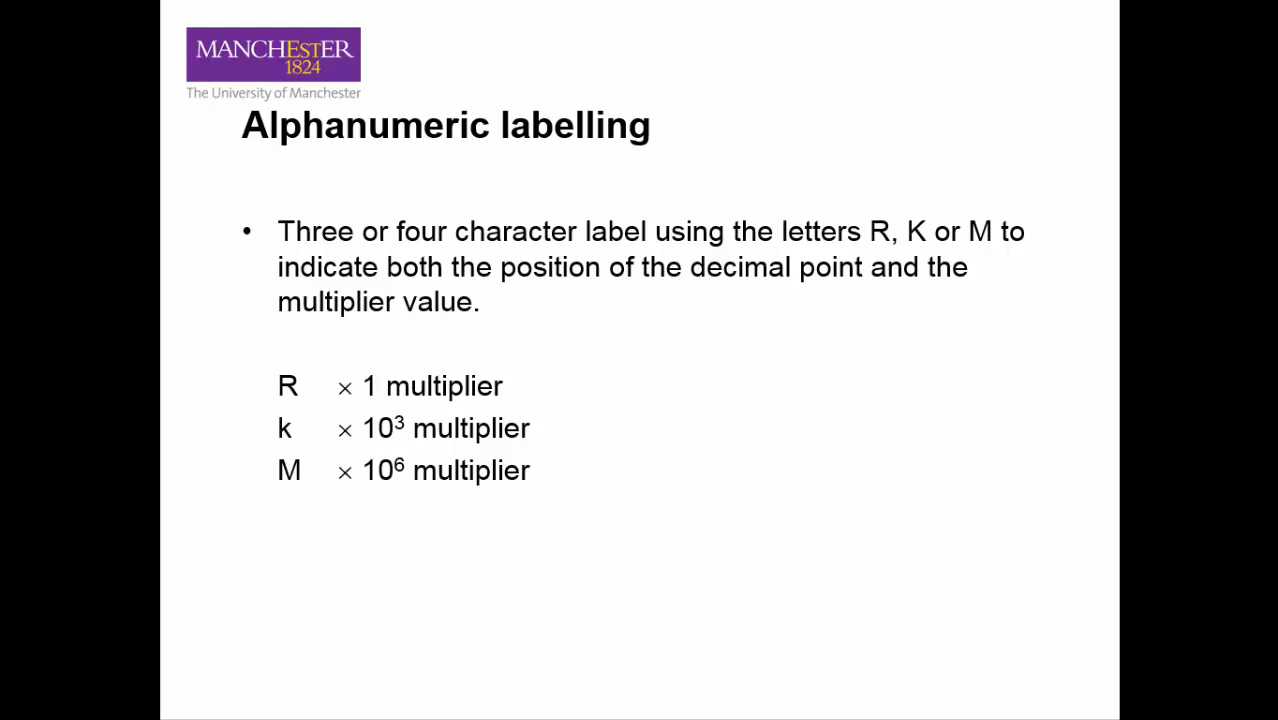 MANCHESTER
1824
The University of Manchester
Alphanumeric labelling
• Three or four character label using the letters R, K or M to
indicate both the position of the decimal point and the
multiplier value.
R × 1 multiplier
k × 10³ multiplier
M × 10⁶ multiplier